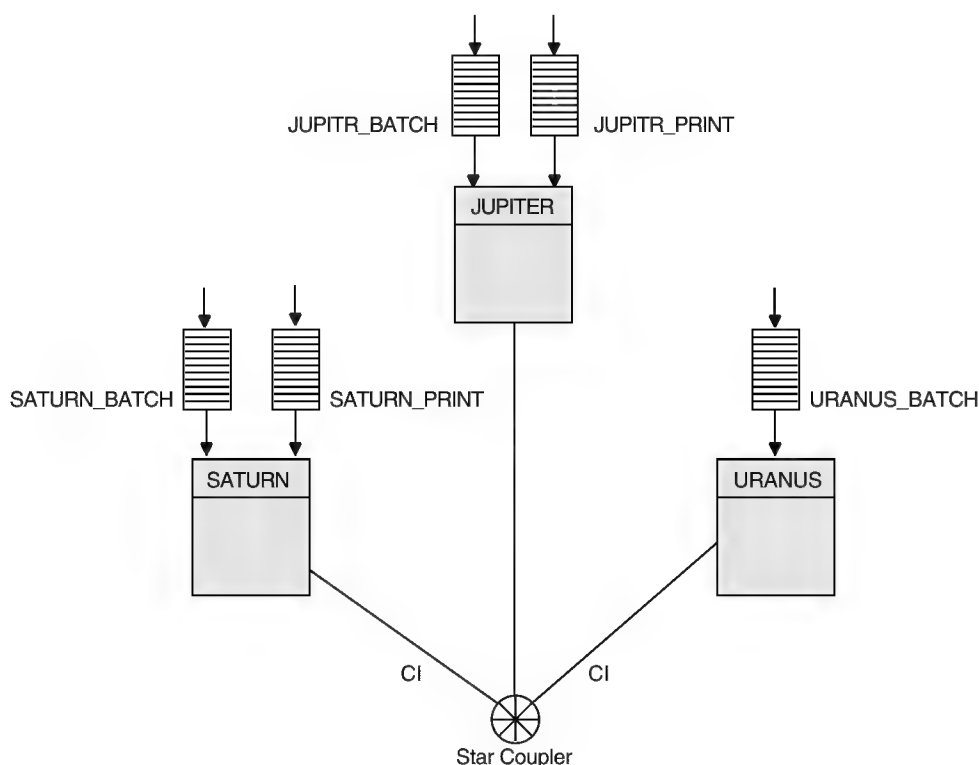 JUPITR_BATCH
JUPITR_PRINT
JUPITER
SATURN_BATCH
SATURN_PRINT
URANUS_BATCH
SATURN
URANUS
CI
CI
Star Coupler